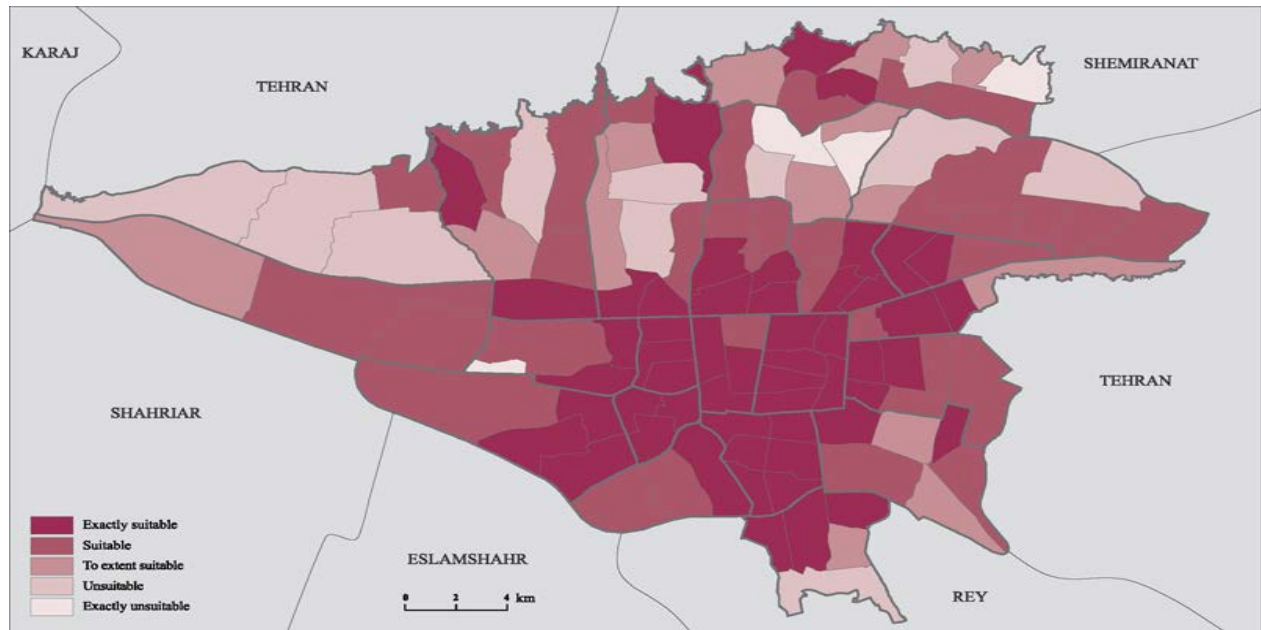 KARAJ
TEHRAN
SHEMIRANAT
TEHRAN
SHAHRIAR
ESLAMSHAHR
REY
Exactly suitable
Suitable
To extent suitable
Unsuitable
Exactly unsuitable
0 2 4 km